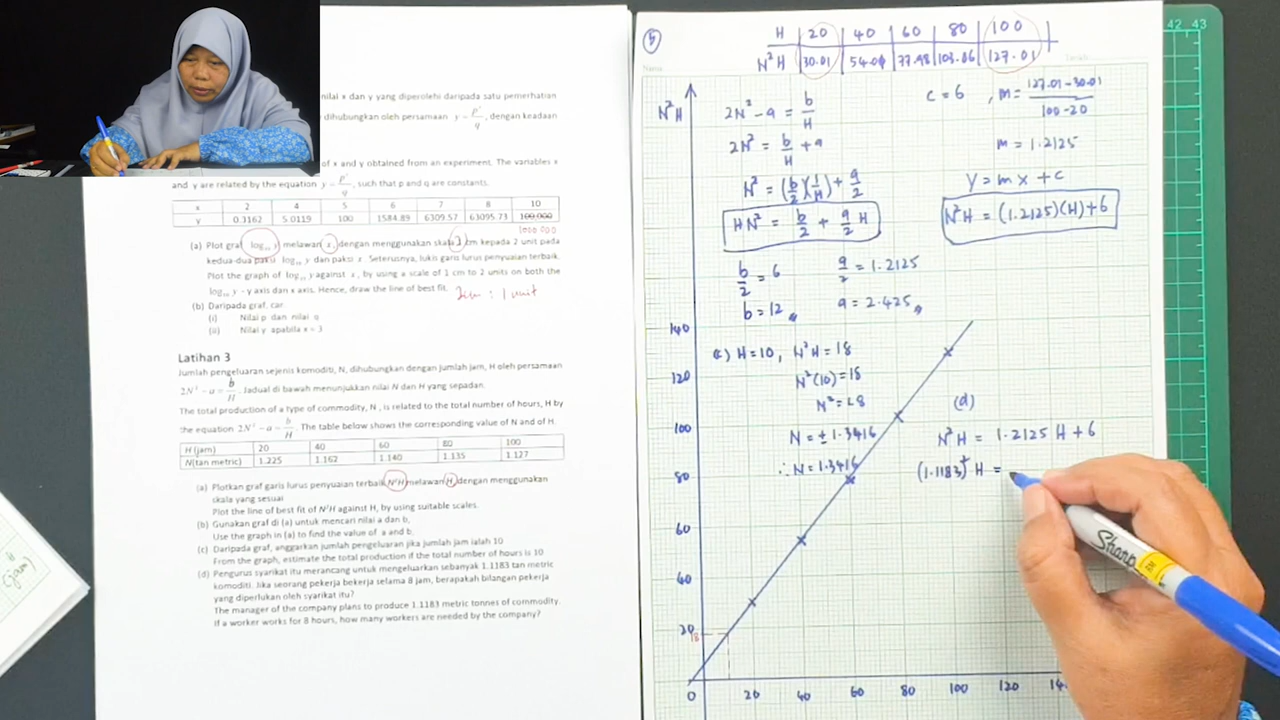 nilai x dan y yang diperolehi daripada satu pemerhatian
dihubungkan oleh persamaan y = , dengan keadaan
of x and y obtained from an experiment. The variables x
and y are related by the equation y = , such that p and q are constants.
x 2 4 5 6 7 8 10
y 0.3162 5.0119 100 1584.89 6309.57 63095.73 100 000
1000 000
(a) Plot graf log₁₀ y melawan x, dengan menggunakan skala cm kepada 2 unit pada
kedua-dua paksi log₁₀ y dan paksi x. Seterusnya, lukis garis lurus penyuaian terbaik.
Plot the graph of log₁₀ y against x, by using a scale of 1 cm to 2 units on both the
log₁₀ y - y axis dan x axis. Hence, draw the line of best fit. 2cm : 1 unit
(b) Daripada graf, cari
(i) Nilai p dan nilai q
(ii) Nilai y apabila x = 3
Latihan 3
Jumlah pengeluaran sejenis komoditi, N, dihubungkan dengan jumlah jam, H oleh persamaan
2N² - a = b/H. Jadual di bawah menunjukkan nilai N dan H yang sepadan.
The total production of a type of commodity, N, is related to the total number of hours, H by
the equation 2N² - a = b/H. The table below shows the corresponding value of N and of H.
H (jam) 20 40 60 80 100
N(tan metric) 1.225 1.162 1.140 1.135 1.127
(a) Plotkan graf garis lurus penyuaian terbaik N²H melawan H, dengan menggunakan
skala yang sesuai
Plot the line of best fit of N²H against H, by using suitable scales.
(b) Gunakan graf di (a) untuk mencari nilai a dan b,
Use the graph in (a) to find the value of a and b.
(c) Daripada graf, anggarkan jumlah pengeluaran jika jumlah jam ialah 10
From the graph, estimate the total production if the total number of hours is 10
(d) Pengurus syarikat itu merancang untuk mengeluarkan sebanyak 1.1183 tan metric
komoditi. Jika seorang pekerja bekerja selama 8 jam, berapakah bilangan pekerja
yang diperlukan oleh syarikat itu?
The manager of the company plans to produce 1.1183 metric tonnes of commodity.
If a worker works for 8 hours, how many workers are needed by the company?
(jam)
5
H 20 40 60 80 100
N²H 30.01 54.01 77.98 103.06 127.01
Name:
N²H
2N² - a = b/H
2N² = b/H + a
N² = (b/2)(1/H) + a/2
HN² = b/2 + a/2 H
b/2 = 6 a/2 = 1.2125
b = 12 a = 2.425
c = 6 , m = 127.01 - 30.01 / 100 - 20
m = 1.2125
Y = mx + c
N²H = (1.2125)(H) + 6
(c) H = 10, N²H = 18
N²(10) = 18
N² = 1.8
N = ± 1.3416
∴ N = 1.3416
(d)
N²H = 1.2125 H + 6
(1.1183)² H =
140
120
100
80
60
40
20
18
0 20 40 60 80 100 120
Sharp
42 43